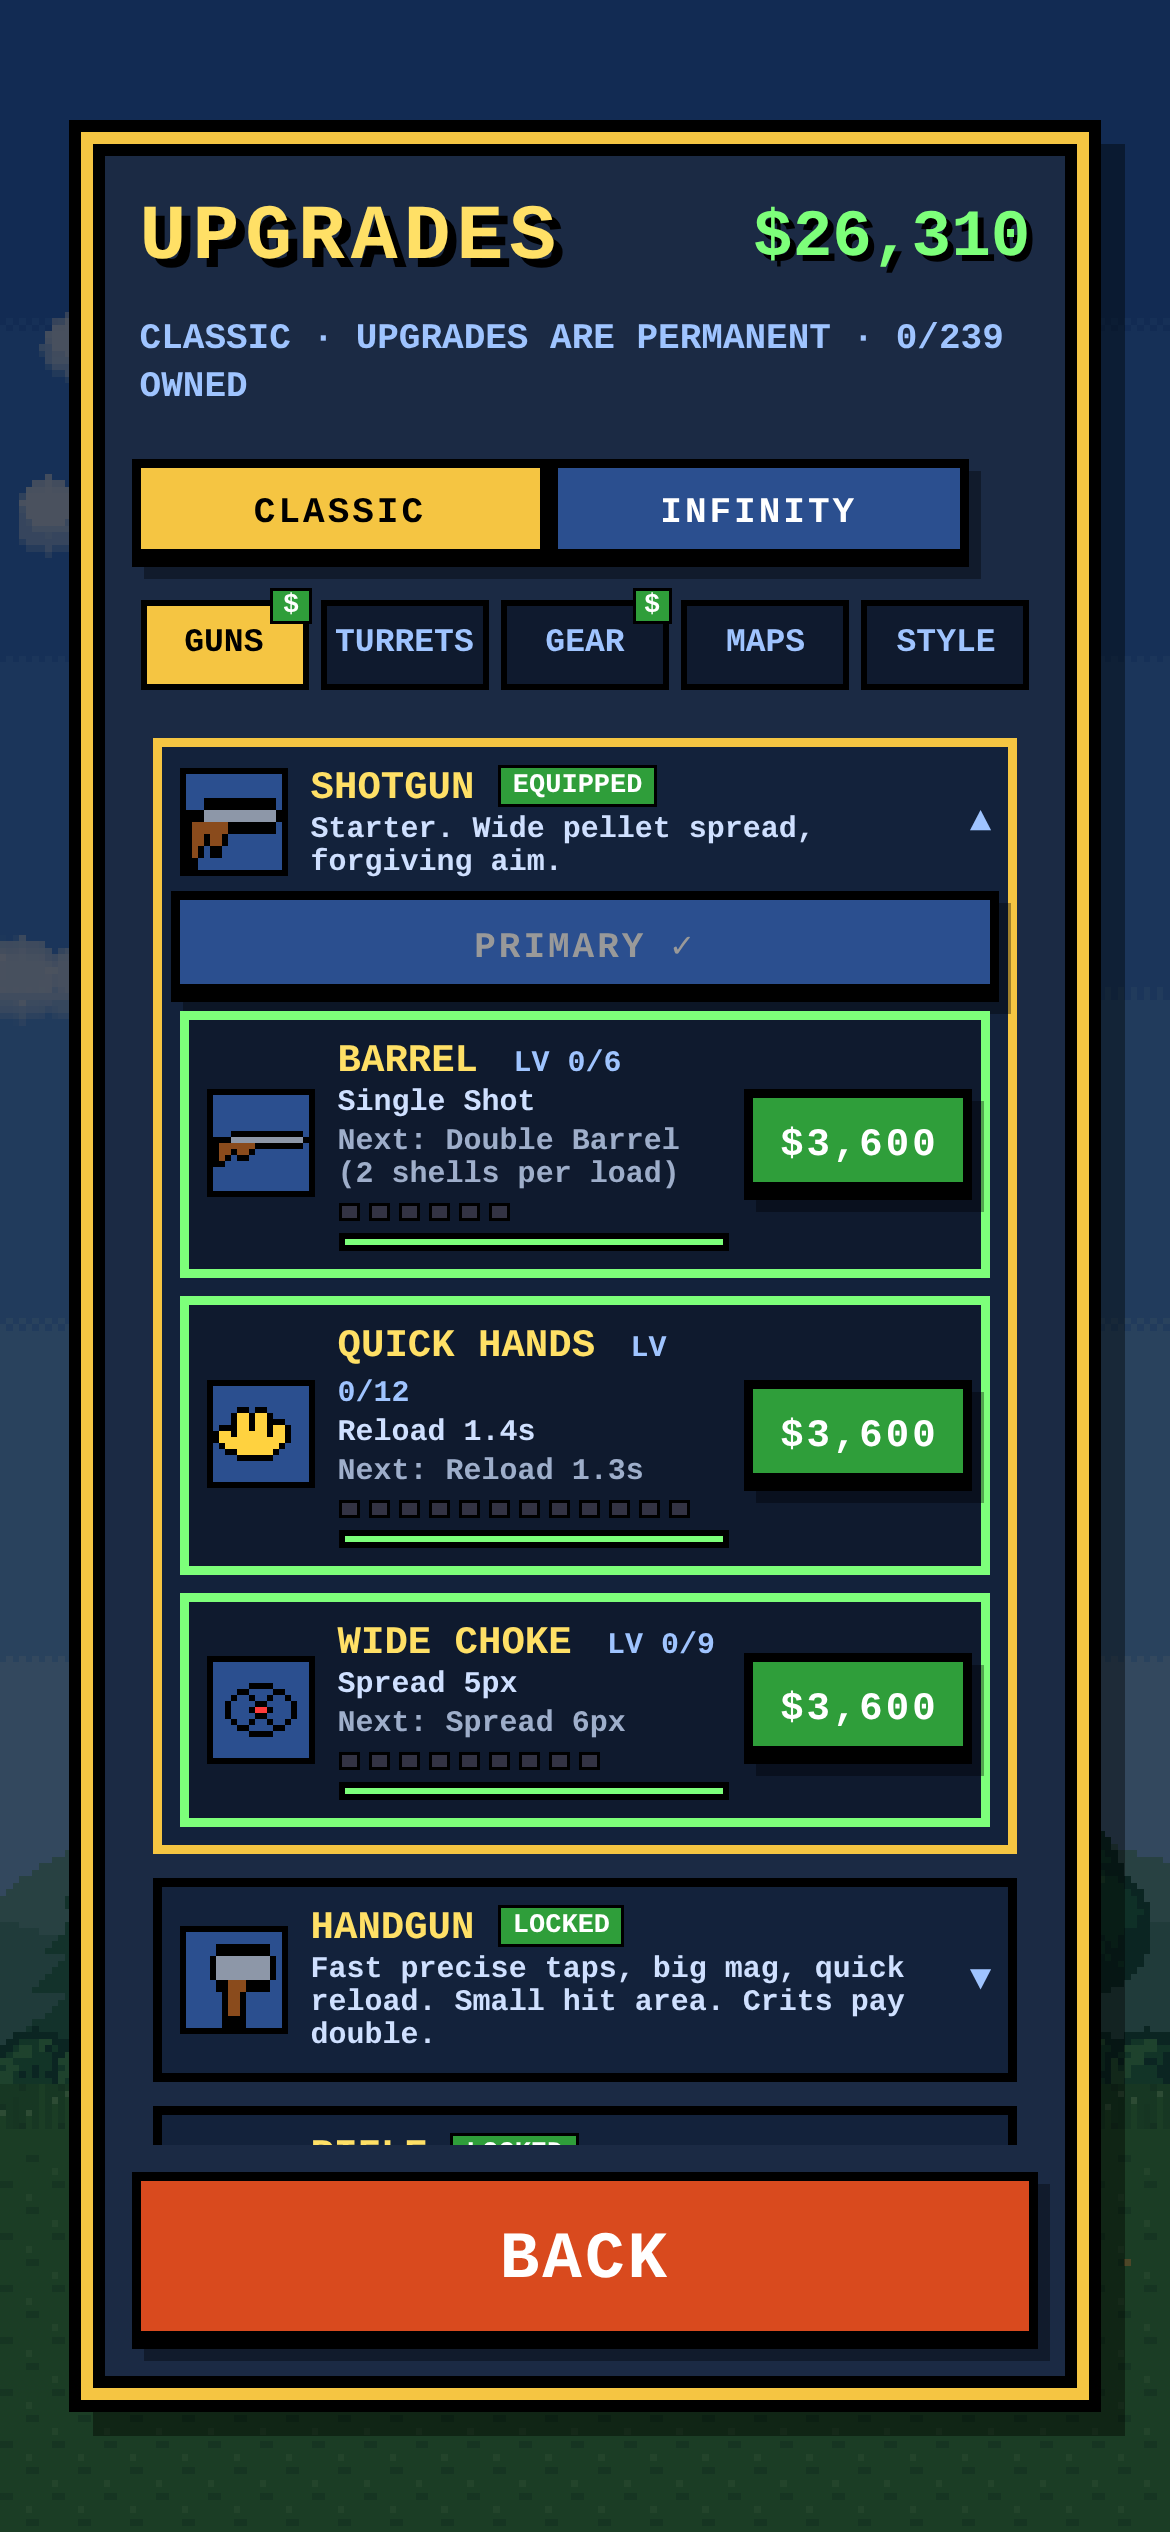 UPGRADES $26,310
CLASSIC · UPGRADES ARE PERMANENT · 0/239
OWNED
CLASSIC INFINITY
$ $
GUNS TURRETS GEAR MAPS STYLE
SHOTGUN EQUIPPED
Starter. Wide pellet spread,
forgiving aim.
▲
PRIMARY ✓
BARREL LV 0/6
Single Shot
Next: Double Barrel
(2 shells per load)
$3,600
QUICK HANDS LV
0/12
Reload 1.4s
Next: Reload 1.3s
$3,600
WIDE CHOKE LV 0/9
Spread 5px
Next: Spread 6px
$3,600
HANDGUN LOCKED
Fast precise taps, big mag, quick
reload. Small hit area. Crits pay
double.
▼
RIFLE LOCKED
BACK